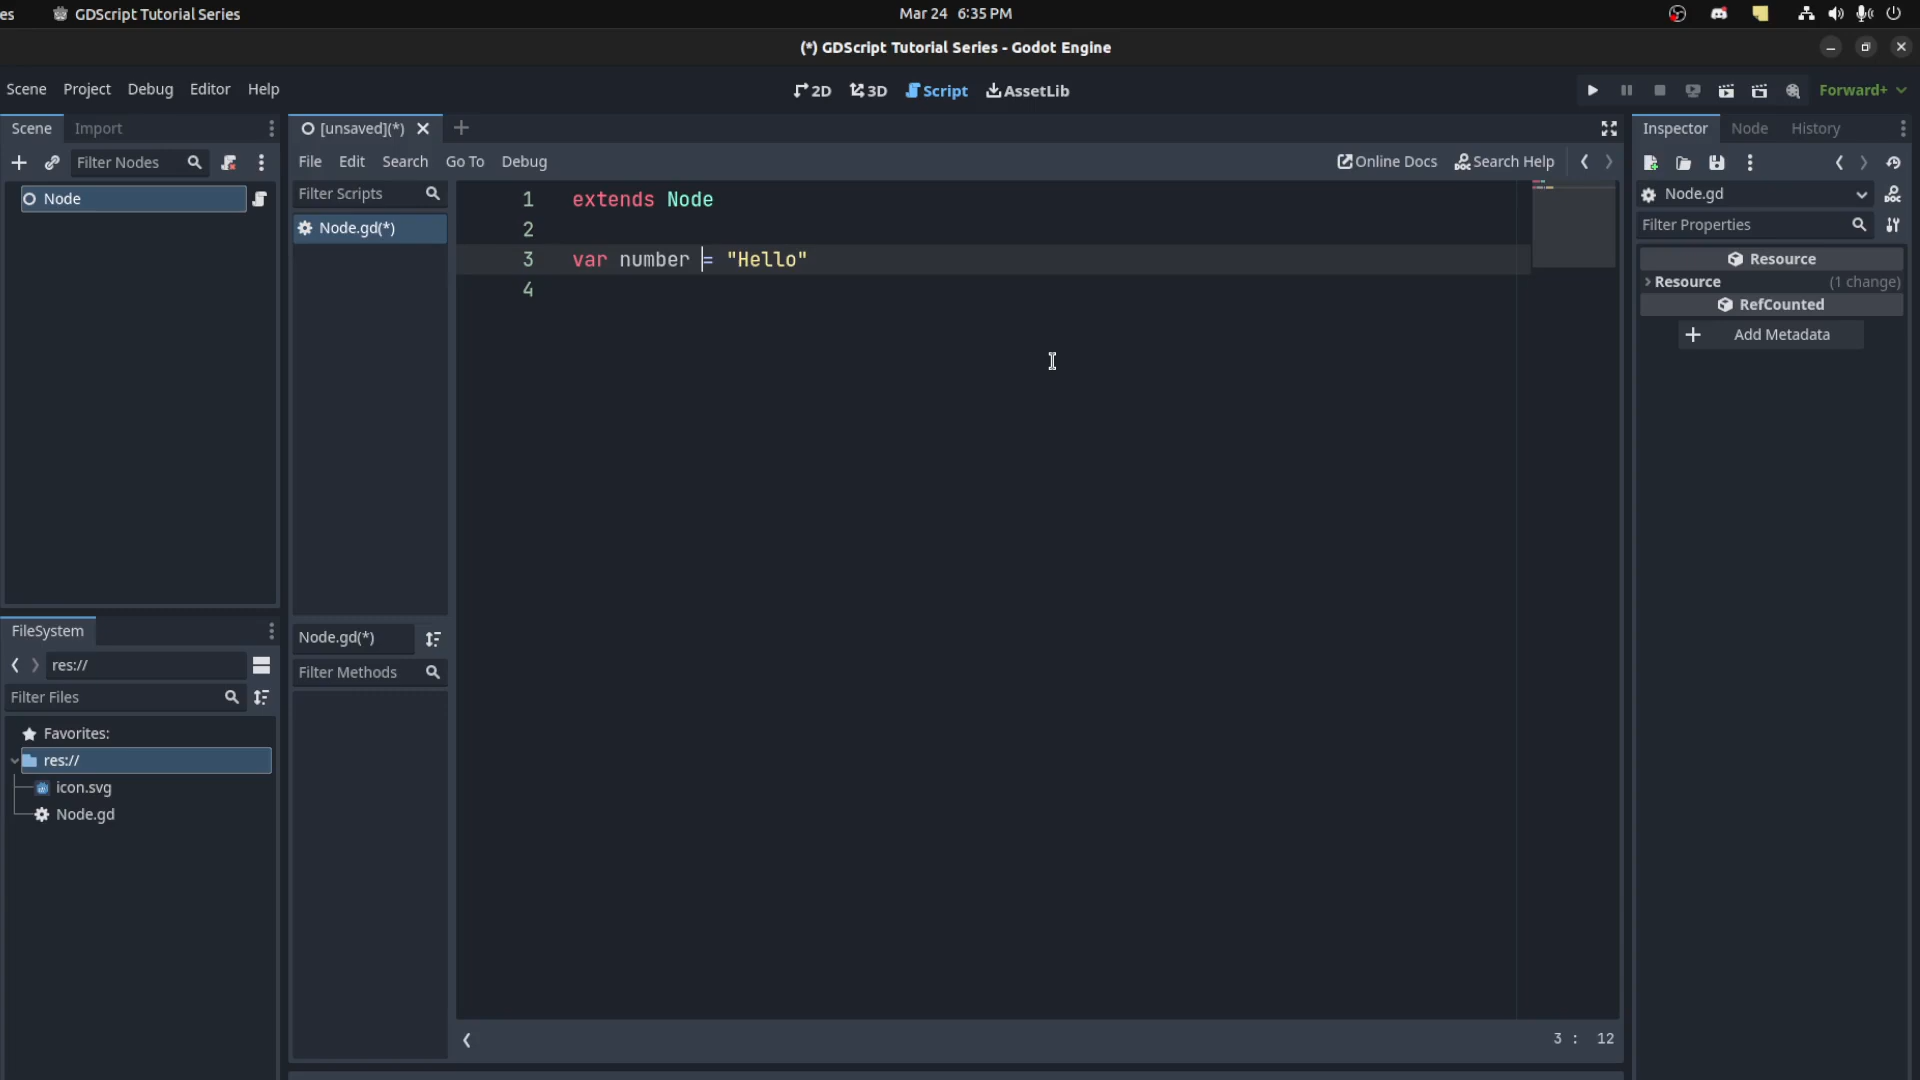 es GDScript Tutorial Series Mar 24 6:35 PM
(*) GDScript Tutorial Series - Godot Engine
Scene Project Debug Editor Help 2D 3D Script AssetLib Forward+
Scene Import [unsaved](*) Inspector Node History
Filter Nodes File Edit Search Go To Debug Online Docs Search Help
Node Filter Scripts Node.gd
Node.gd(*) Filter Properties
1 extends Node
2
3 var number = "Hello"
4
Resource
Resource (1 change)
RefCounted
Add Metadata
FileSystem Node.gd(*)
res:// Filter Methods
Filter Files
Favorites:
res://
icon.svg
Node.gd
3 : 12